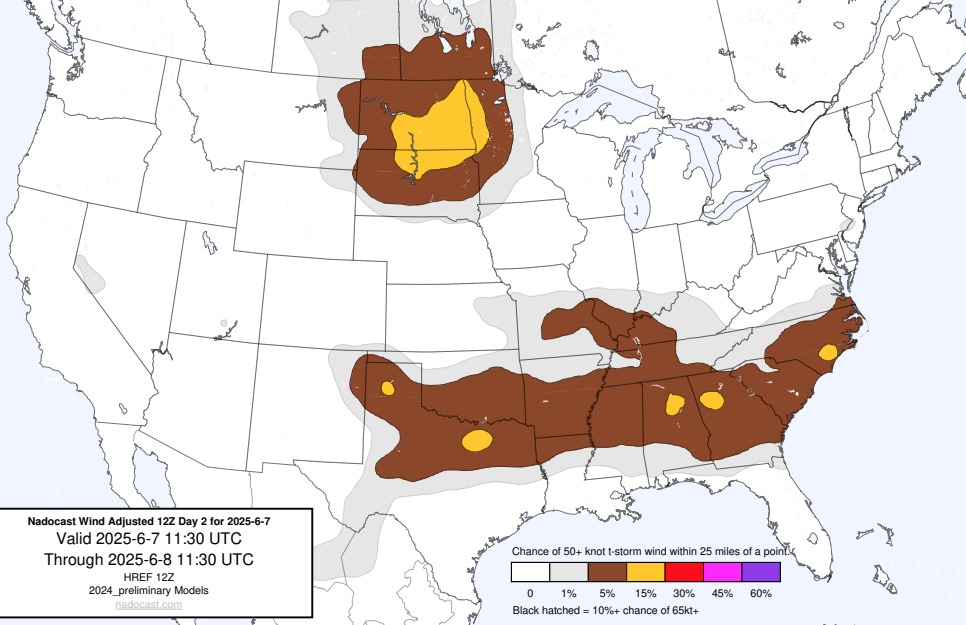 Nadocast Wind Adjusted 12Z Day 2 for 2025-6-7
Valid 2025-6-7 11:30 UTC
Through 2025-6-8 11:30 UTC
HREF 12Z
2024_preliminary Models
nadocast.com
Chance of 50+ knot t-storm wind within 25 miles of a point.
0 1% 5% 15% 30% 45% 60%
Black hatched = 10%+ chance of 65kt+